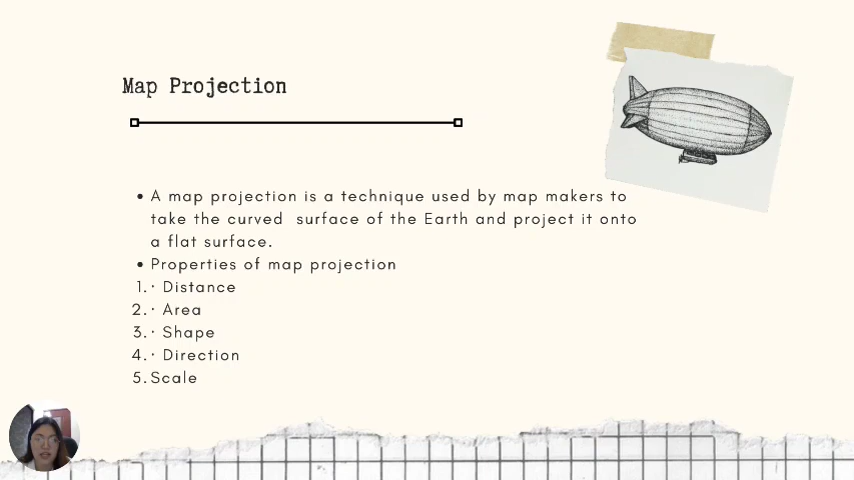 Map Projection
• A map projection is a technique used by map makers to
take the curved  surface of the Earth and project it onto
a flat surface.
• Properties of map projection
1. · Distance
2. · Area
3. · Shape
4. · Direction
5. Scale